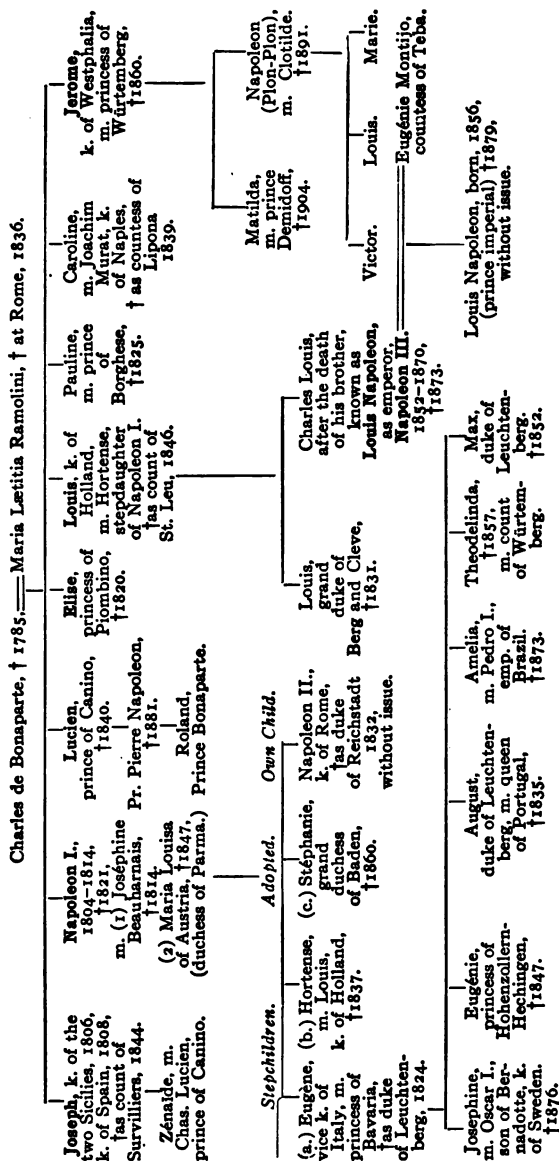 Charles de Bonaparte, † 1785,══Maria Lætitia Ramolini, † at Rome, 1836.
Joseph, k. of the
two Sicilies, 1806,
k. of Spain, 1808,
†as count of
Survilliers, 1844.
Zénaide, m.
Chas. Lucien,
prince of Canino.
Napoleon I.,
1804–1814,
†1821,
m. (1) Joséphine
Beauharnais,
†1814.
(2) Maria Louisa
of Austria, †1847,
(duchess of Parma.)
Lucien,
prince of Canino,
†1840.
Pr. Pierre Napoleon,
†1881.
Roland,
Prince Bonaparte.
Elise,
princess of
Piombino,
†1820.
Louis, k. of
Holland,
m. Hortense,
stepdaughter
of Napoleon I.
†as count of
St. Leu, 1846.
Pauline,
m. prince
of
Borghese,
†1825.
Caroline,
m. Joachim
Murat, k.
of Naples,
† as countess of
Lipona
1839.
Jerome,
k. of Westphalia,
m. princess of
Würtemberg,
†1860.
Matilda,
m. prince
Demidoff,
†1904.
Napoleon
(Plon-Plon)
m. Clotilde.
†1891.
Victor.
Louis.
Marie.
Stepchildren.
Adopted.
Own Child.
(a.) Eugène,
vice k. of
Italy, m.
princess of
Bavaria,
†as duke
of Leuchten-
berg, 1824.
(b.) Hortense,
m. Louis,
k. of Holland,
†1837.
(c.) Stéphanie,
grand
duchess
of Baden,
†1860.
Napoleon II.,
k. of Rome,
†as duke
of Reichstadt
1832,
without issue.
Louis,
grand
duke of
Berg and Cleve,
†1831.
Charles Louis,
after the death
of his brother,
known as
Louis Napoleon,
as emperor,
Napoleon III.
1852–1870,
†1873.
Eugénie Montijo,
countess of Teba.
Louis Napoleon, born, 1856,
(prince imperial) †1879,
without issue.
Josephine,
m. Oscar I.,
son of Ber-
nadotte, k.
of Sweden.
†1876.
Eugénie,
princess of
Hohenzollern-
Hechingen,
†1847.
August,
duke of Leuchten-
berg, m. queen
of Portugal,
†1835.
Amelia,
m. Pedro I.,
emp. of
Brazil.
†1873.
Theodelinda,
†1857,
m. count
of Würtem-
berg.
Max,
duke of
Leuchten-
berg.
†1852.